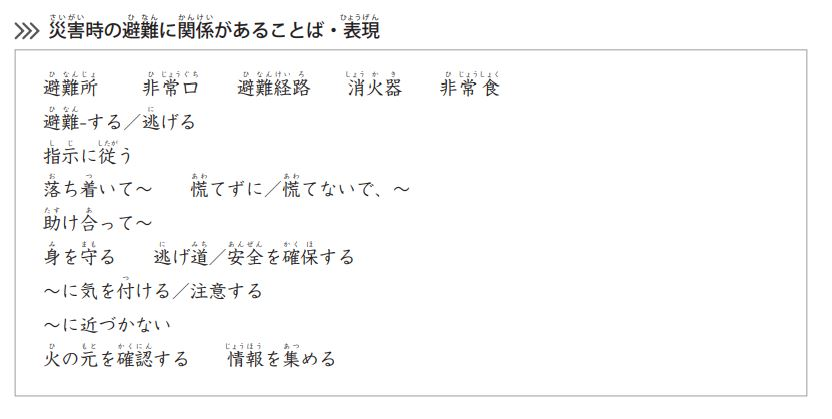 災害時の避難に関係があることば・表現
避難所　非常口　避難経路　消火器　非常食
避難-する／逃げる
指示に従う
落ち着いて～　慌てずに／慌てないで、～
助け合って～
身を守る　逃げ道／安全を確保する
～に気を付ける／注意する
～に近づかない
火の元を確認する　情報を集める